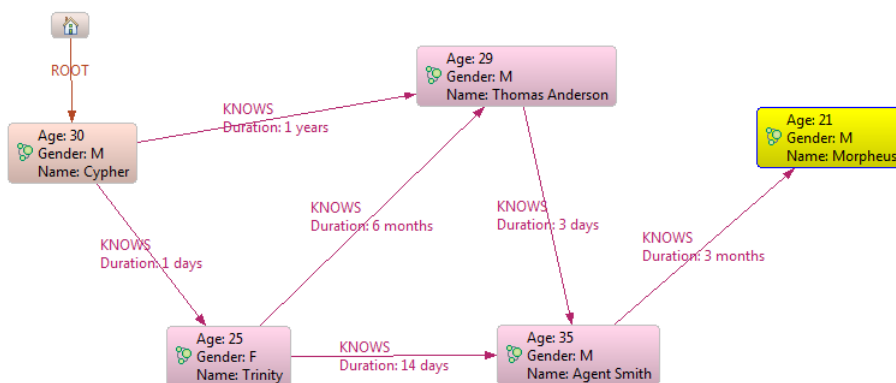 ROOT
Age: 30
Gender: M
Name: Cypher
KNOWS
Duration: 1 years
Age: 29
Gender: M
Name: Thomas Anderson
Age: 21
Gender: M
Name: Morpheus
KNOWS
Duration: 1 days
KNOWS
Duration: 6 months
KNOWS
Duration: 3 days
KNOWS
Duration: 3 months
Age: 25
Gender: F
Name: Trinity
KNOWS
Duration: 14 days
Age: 35
Gender: M
Name: Agent Smith